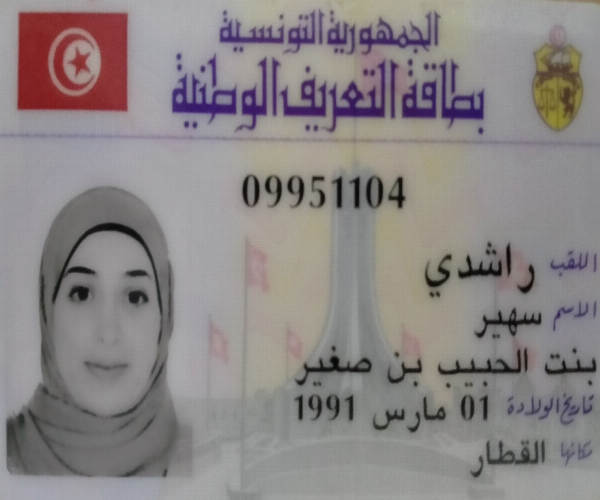 الجمهورية التونسية
بطاقة التعريف الوطنية
09951104
اللقب راشدي
الاسم سهير
بنت الحبيب بن صغير
تاريخ الولادة 01 مارس 1991
مكانها القطار